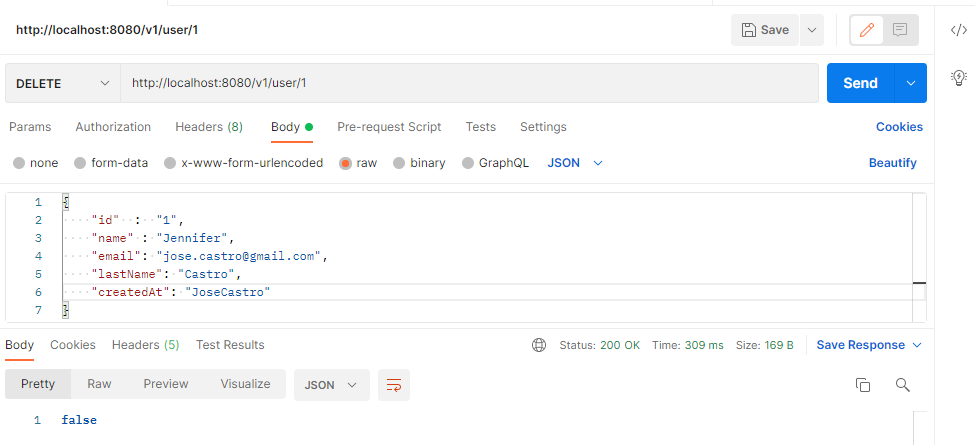 http://localhost:8080/v1/user/1
Save
DELETE
http://localhost:8080/v1/user/1
Send
Params Authorization Headers (8) Body Pre-request Script Tests Settings Cookies
none form-data x-www-form-urlencoded raw binary GraphQL JSON Beautify
1 {
2 "id" : "1",
3 "name" : "Jennifer",
4 "email": "jose.castro@gmail.com",
5 "lastName": "Castro",
6 "createdAt": "JoseCastro"
7 }
Body Cookies Headers (5) Test Results Status: 200 OK Time: 309 ms Size: 169 B Save Response
Pretty Raw Preview Visualize JSON
1 false